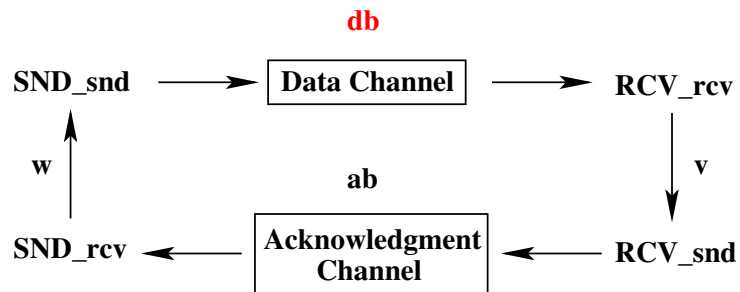 db
SND_snd
Data Channel
RCV_rcv
w
ab
v
SND_rcv
Acknowledgment
Channel
RCV_snd